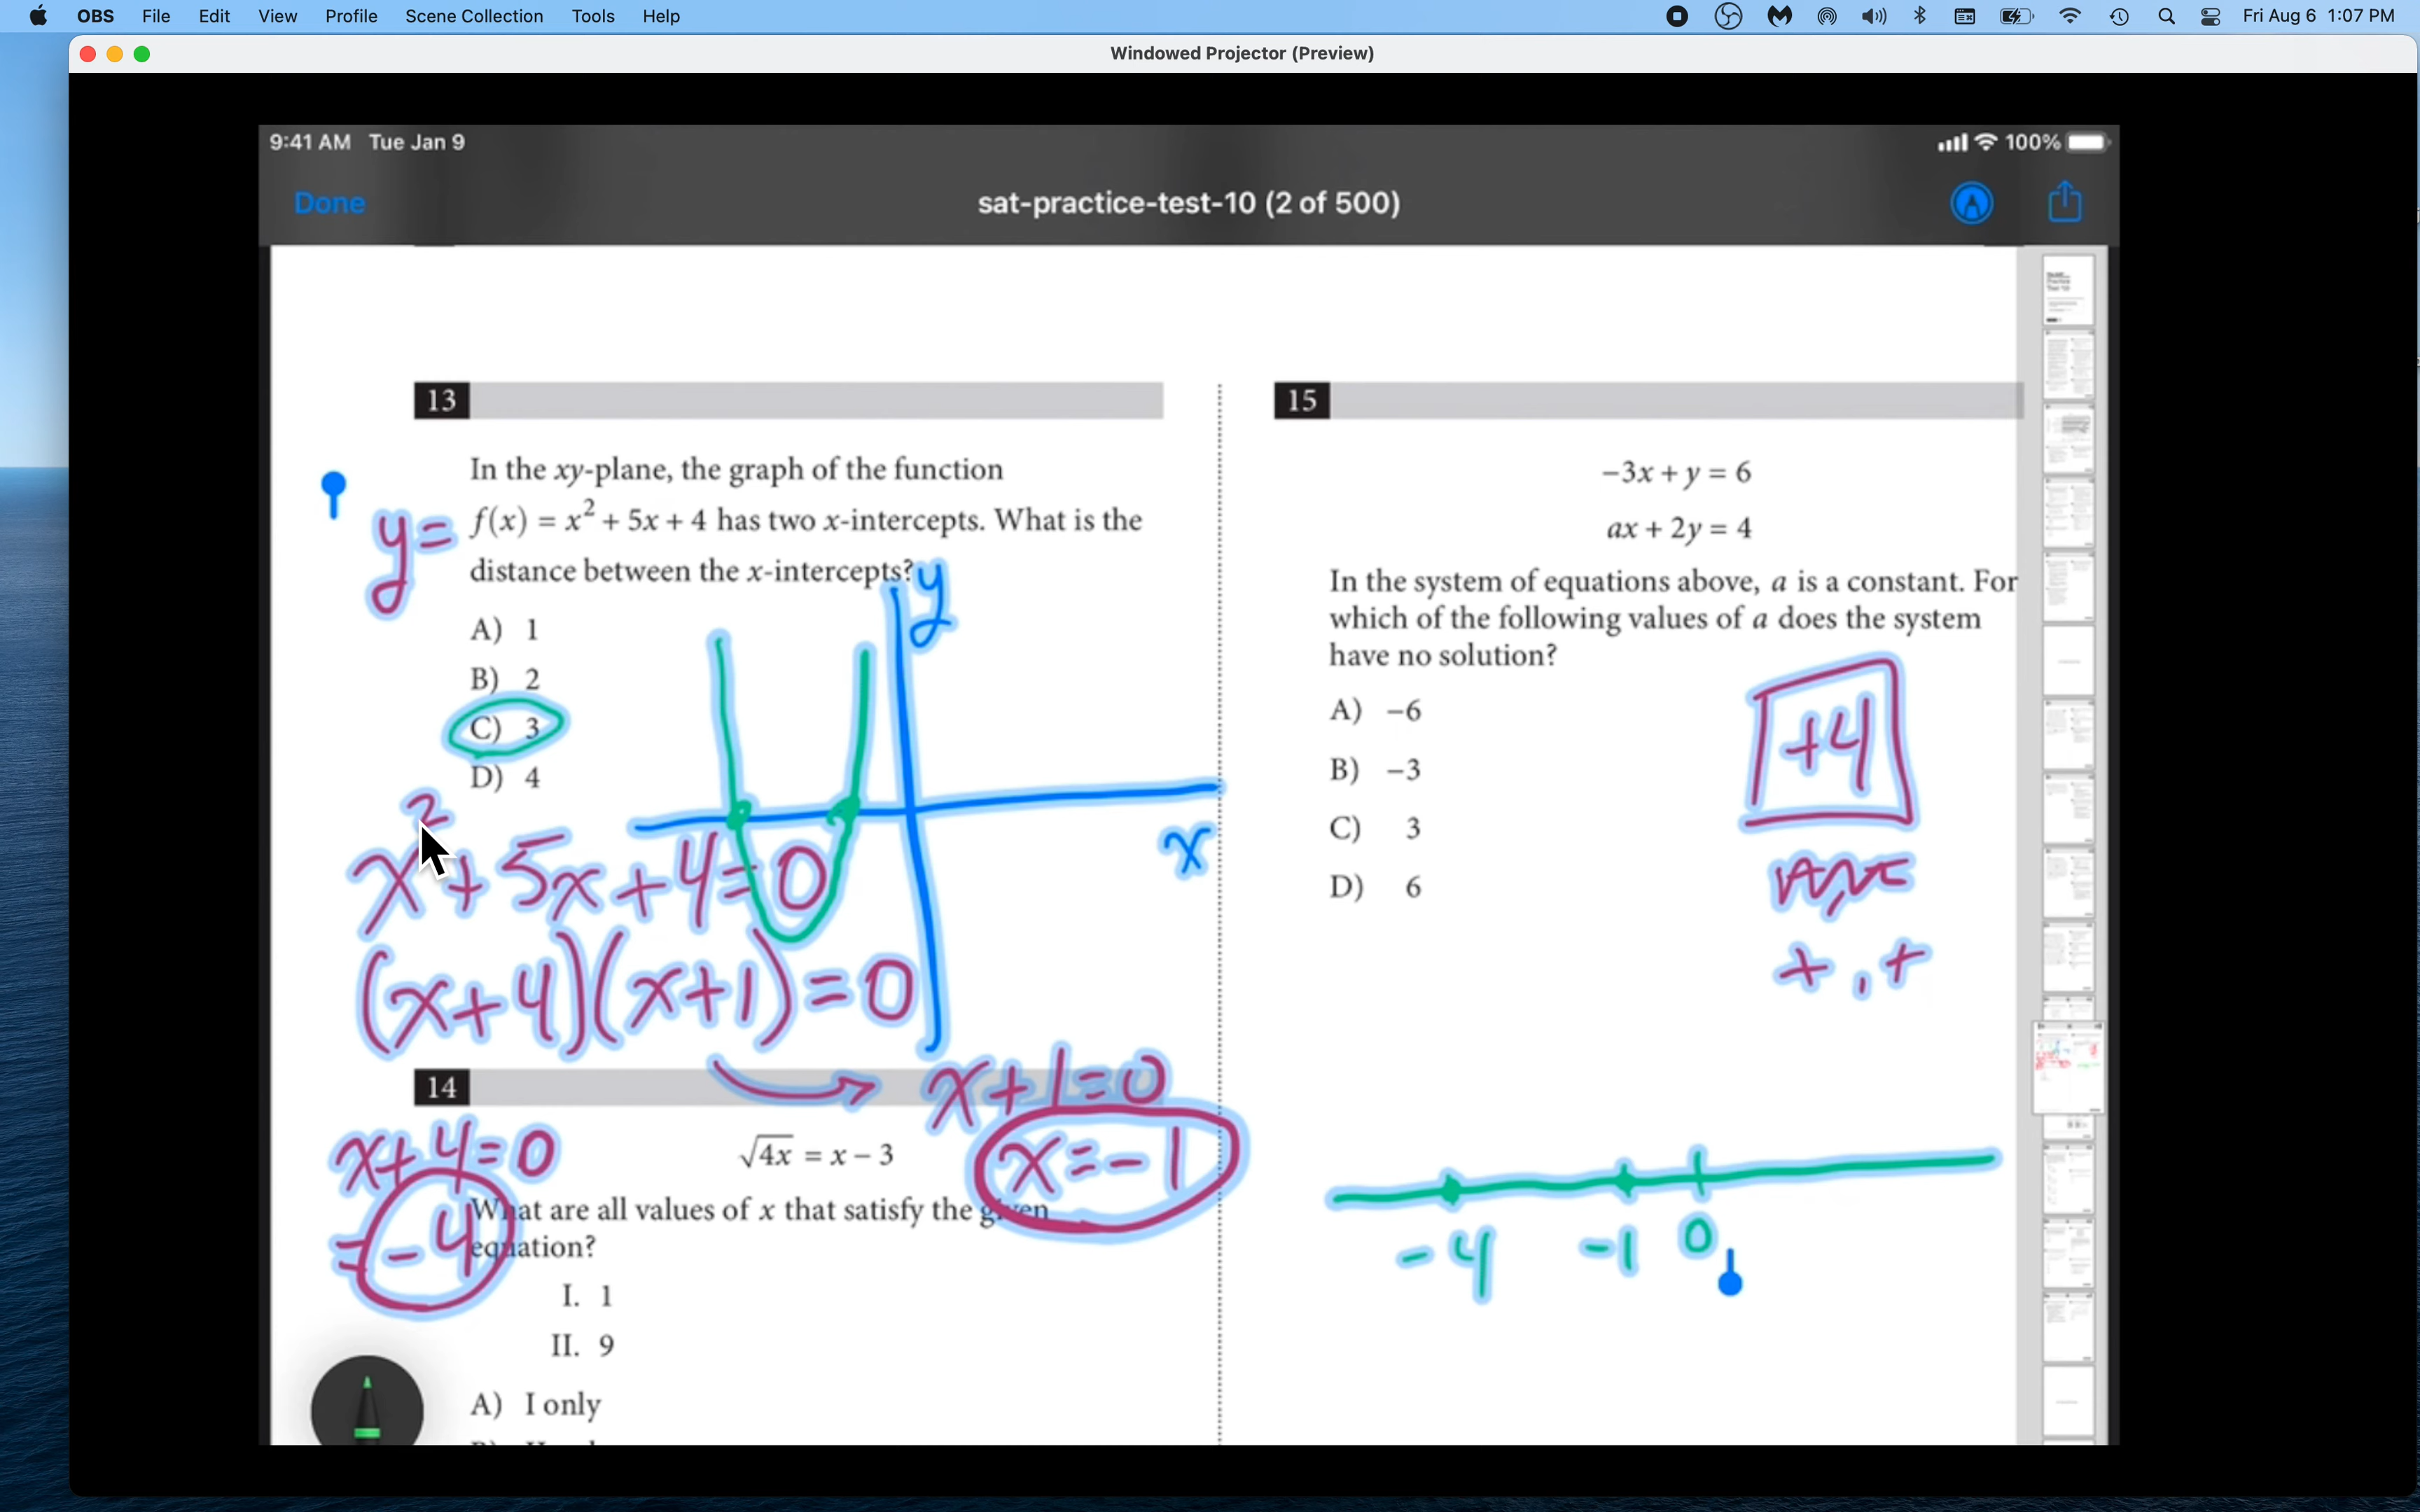 OBS File Edit View Profile Scene Collection Tools Help Fri Aug 6 1:07 PM
Windowed Projector (Preview)
9:41 AM Tue Jan 9 100%
Done sat-practice-test-10 (2 of 500)
13
In the xy-plane, the graph of the function
y= f(x) = x² + 5x + 4 has two x-intercepts. What is the
distance between the x-intercepts?
y
A) 1
B) 2
C) 3
D) 4
x
x² + 5x + 4 = 0
(x+4)(x+1)=0
x+1=0
x=-1
14
x+4=0
=-4
√4x = x − 3
What are all values of x that satisfy the given
equation?
I. 1
II. 9
A) I only
15
−3x + y = 6
ax + 2y = 4
In the system of equations above, a is a constant. For
which of the following values of a does the system
have no solution?
A) −6
B) −3
C) 3
D) 6
+4
+,+
-4 -1 0